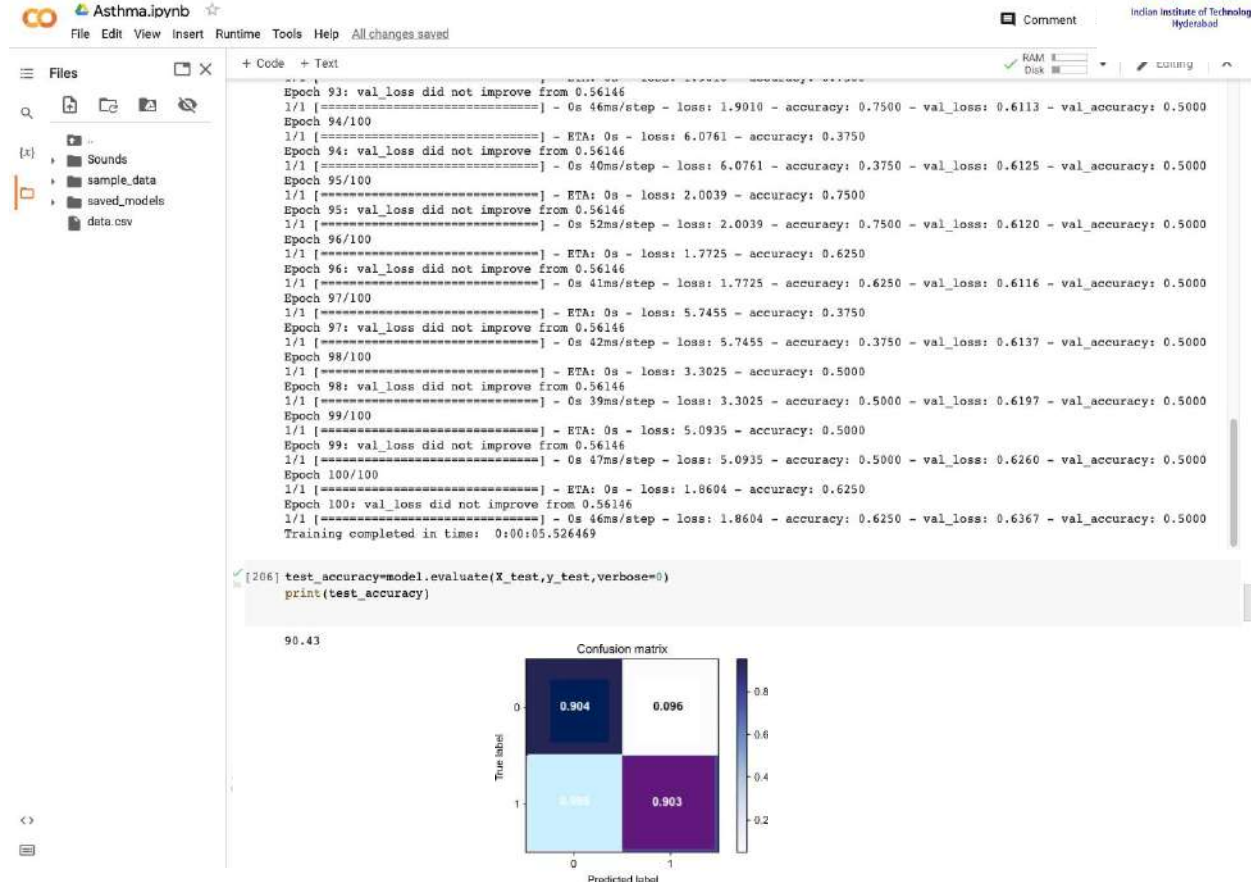 CO Asthma.ipynb
File Edit View Insert Runtime Tools Help All changes saved
Comment
Indian Institute of Technolog
Hyderabad
Files
+ Code + Text
RAM
Disk
Editing
{x}
..
Sounds
sample_data
saved_models
data.csv
Epoch 93: val_loss did not improve from 0.56146
1/1 [==============================] - 0s 46ms/step - loss: 1.9010 - accuracy: 0.7500 - val_loss: 0.6113 - val_accuracy: 0.5000
Epoch 94/100
1/1 [==============================] - ETA: 0s - loss: 6.0761 - accuracy: 0.3750
Epoch 94: val_loss did not improve from 0.56146
1/1 [==============================] - 0s 40ms/step - loss: 6.0761 - accuracy: 0.3750 - val_loss: 0.6125 - val_accuracy: 0.5000
Epoch 95/100
1/1 [==============================] - ETA: 0s - loss: 2.0039 - accuracy: 0.7500
Epoch 95: val_loss did not improve from 0.56146
1/1 [==============================] - 0s 52ms/step - loss: 2.0039 - accuracy: 0.7500 - val_loss: 0.6120 - val_accuracy: 0.5000
Epoch 96/100
1/1 [==============================] - ETA: 0s - loss: 1.7725 - accuracy: 0.6250
Epoch 96: val_loss did not improve from 0.56146
1/1 [==============================] - 0s 41ms/step - loss: 1.7725 - accuracy: 0.6250 - val_loss: 0.6116 - val_accuracy: 0.5000
Epoch 97/100
1/1 [==============================] - ETA: 0s - loss: 5.7455 - accuracy: 0.3750
Epoch 97: val_loss did not improve from 0.56146
1/1 [==============================] - 0s 42ms/step - loss: 5.7455 - accuracy: 0.3750 - val_loss: 0.6137 - val_accuracy: 0.5000
Epoch 98/100
1/1 [==============================] - ETA: 0s - loss: 3.3025 - accuracy: 0.5000
Epoch 98: val_loss did not improve from 0.56146
1/1 [==============================] - 0s 39ms/step - loss: 3.3025 - accuracy: 0.5000 - val_loss: 0.6197 - val_accuracy: 0.5000
Epoch 99/100
1/1 [==============================] - ETA: 0s - loss: 5.0935 - accuracy: 0.5000
Epoch 99: val_loss did not improve from 0.56146
1/1 [==============================] - 0s 47ms/step - loss: 5.0935 - accuracy: 0.5000 - val_loss: 0.6260 - val_accuracy: 0.5000
Epoch 100/100
1/1 [==============================] - ETA: 0s - loss: 1.8604 - accuracy: 0.6250
Epoch 100: val_loss did not improve from 0.56146
1/1 [==============================] - 0s 46ms/step - loss: 1.8604 - accuracy: 0.6250 - val_loss: 0.6367 - val_accuracy: 0.5000
Training completed in time: 0:00:05.526469
[206] test_accuracy=model.evaluate(X_test,y_test,verbose=0)
print(test_accuracy)
90.43
Confusion matrix
0.904 0.096
0.903
True label
0
1
0 1
Predicted label
0.8
0.6
0.4
0.2